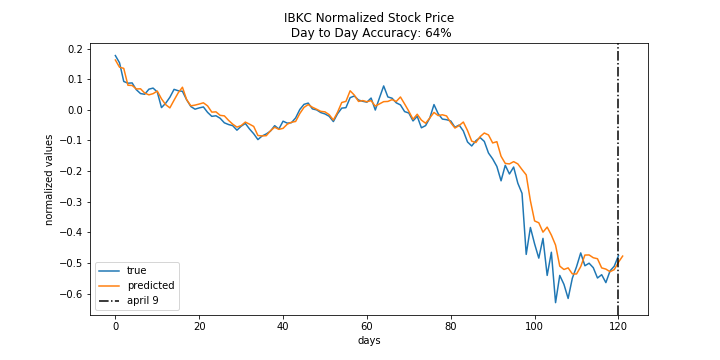 IBKC Normalized Stock Price
Day to Day Accuracy: 64%
0.2
0.1
0.0
−0.1
−0.2
−0.3
−0.4
−0.5
−0.6
normalized values
true
predicted
april 9
0 20 40 60 80 100 120
days